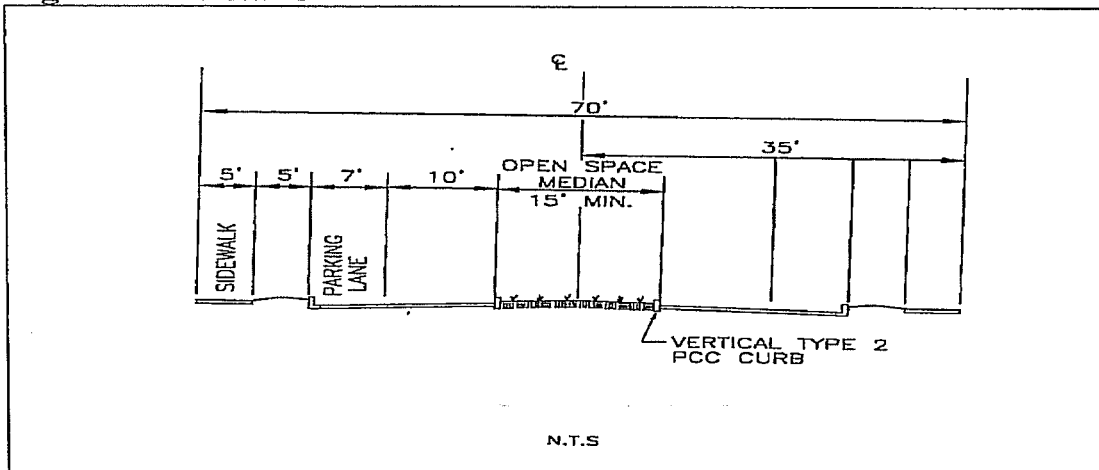 ℄
70'
35'
OPEN SPACE
MEDIAN
15' MIN.
5' 5' 7' 10'
SIDEWALK
PARKING
LANE
VERTICAL TYPE 2
PCC CURB
N.T.S